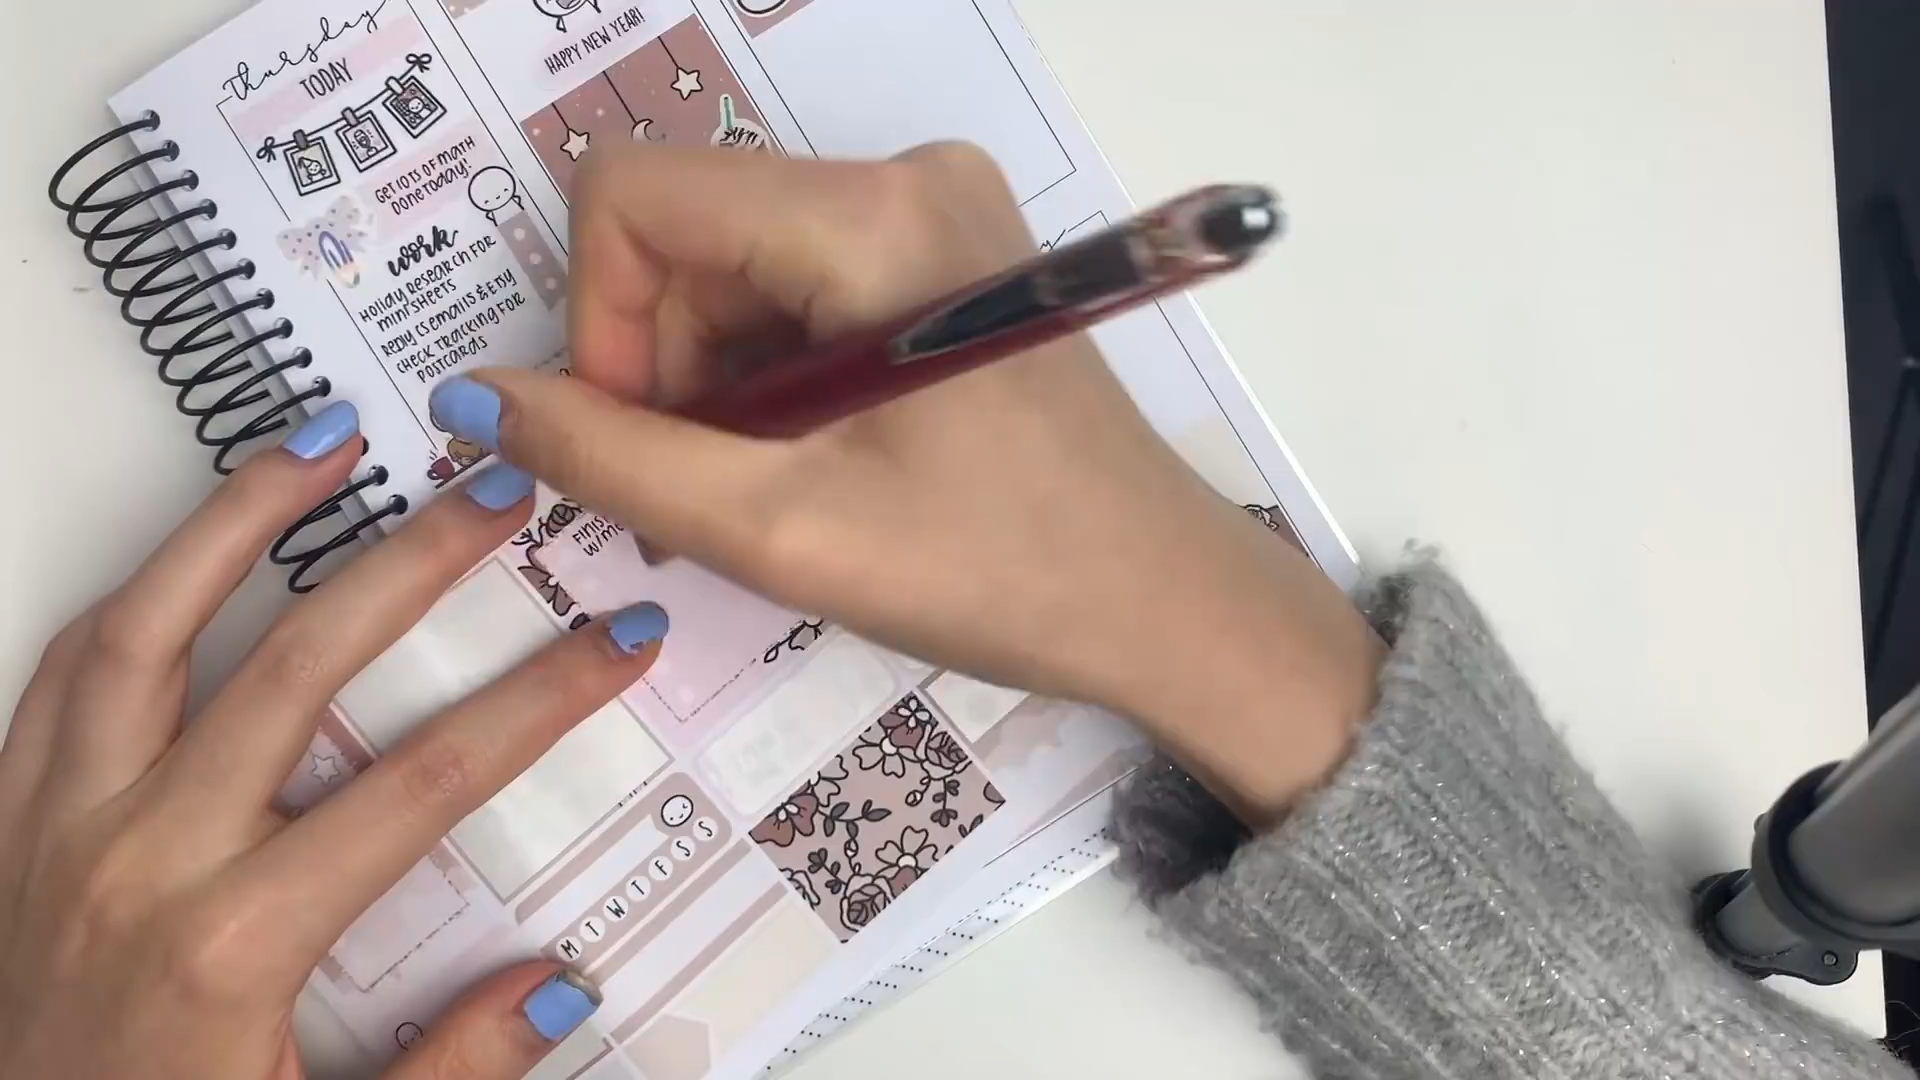 Thursday
TODAY
GET LOTS OF MATH
DONE TODAY!
work
HOLIDAY RESEARCH FOR
MINI SHEETS
REPLY CS EMAILS & ETSY
CHECK TRACKING FOR
POSTCARDS
HAPPY NEW YEAR!
M T W T F S S